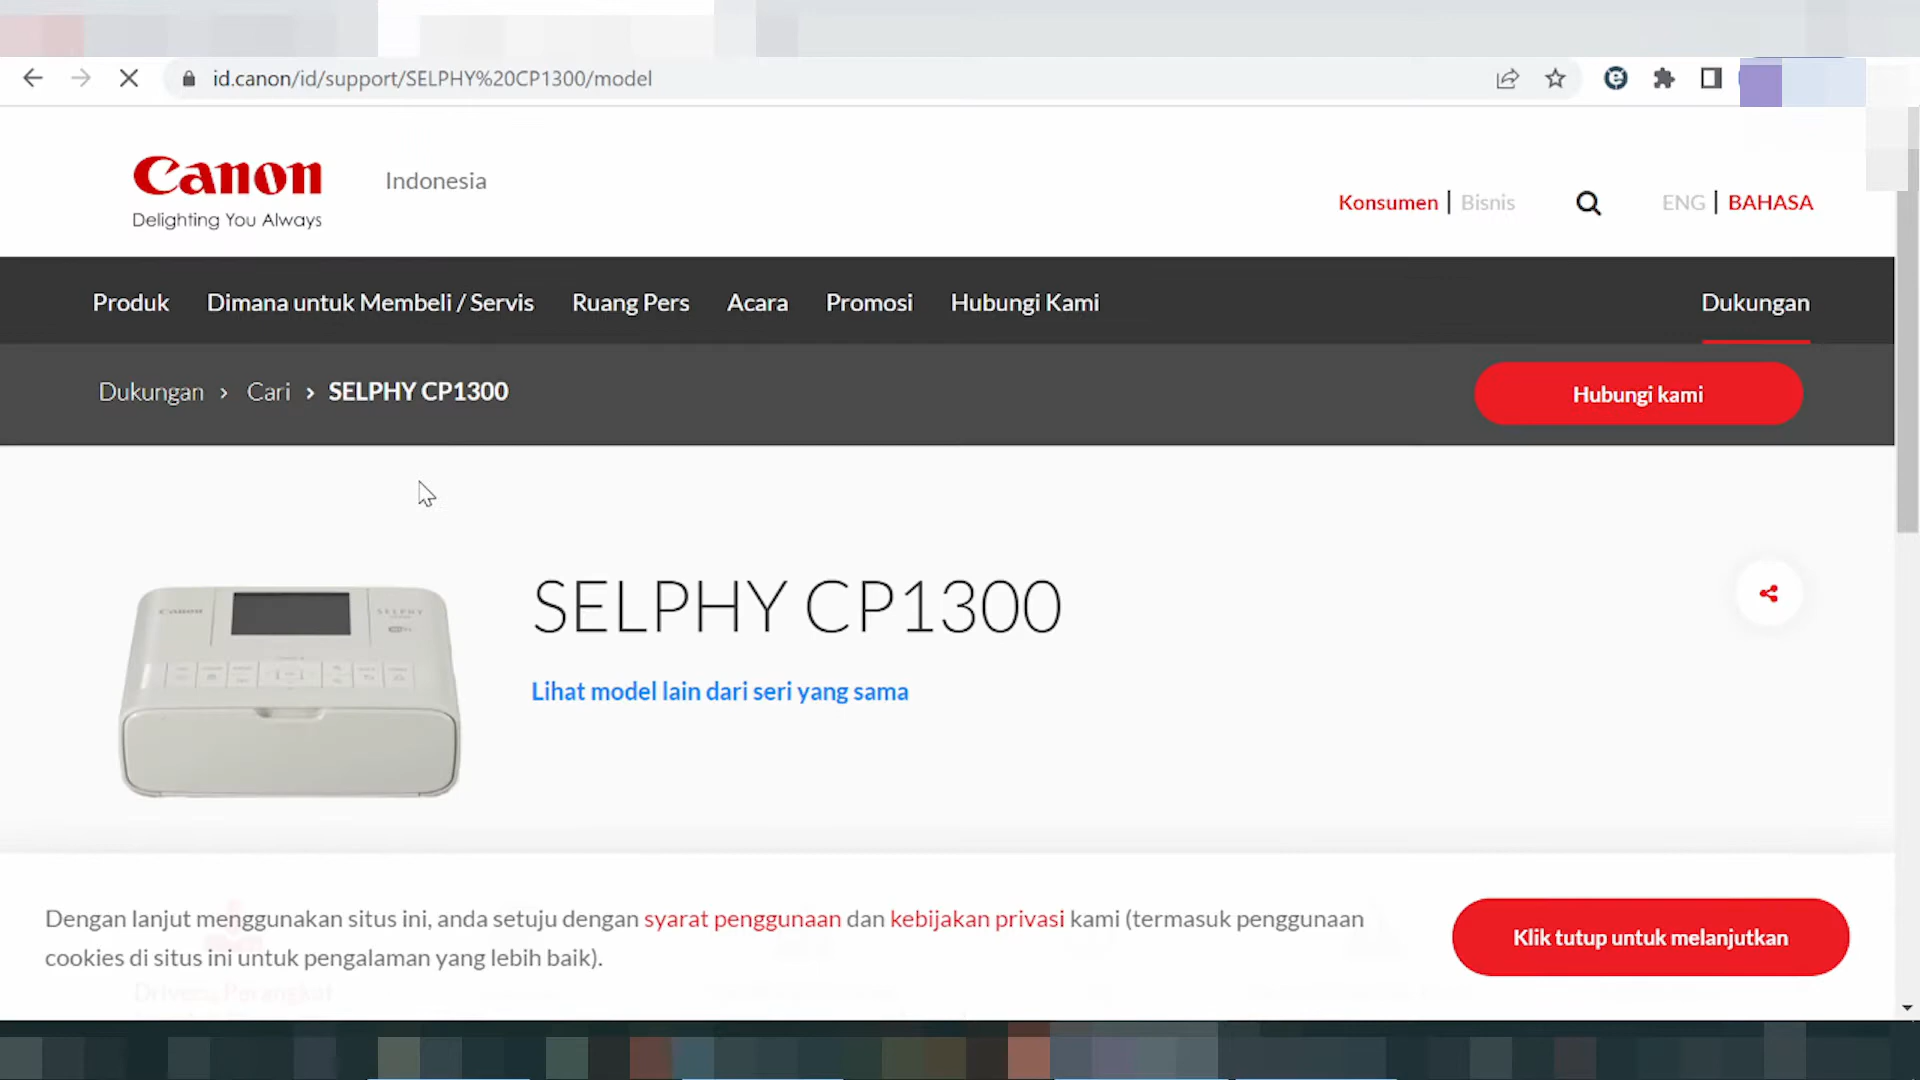 id.canon/id/support/SELPHY%20CP1300/model
Canon
Delighting You Always
Indonesia
Konsumen | Bisnis
ENG | BAHASA
Produk Dimana untuk Membeli / Servis Ruang Pers Acara Promosi Hubungi Kami Dukungan
Dukungan › Cari › SELPHY CP1300
Hubungi kami
Canon
SELPHY
SELPHY CP1300
Lihat model lain dari seri yang sama
Dengan lanjut menggunakan situs ini, anda setuju dengan syarat penggunaan dan kebijakan privasi kami (termasuk penggunaan
cookies di situs ini untuk pengalaman yang lebih baik).
Klik tutup untuk melanjutkan